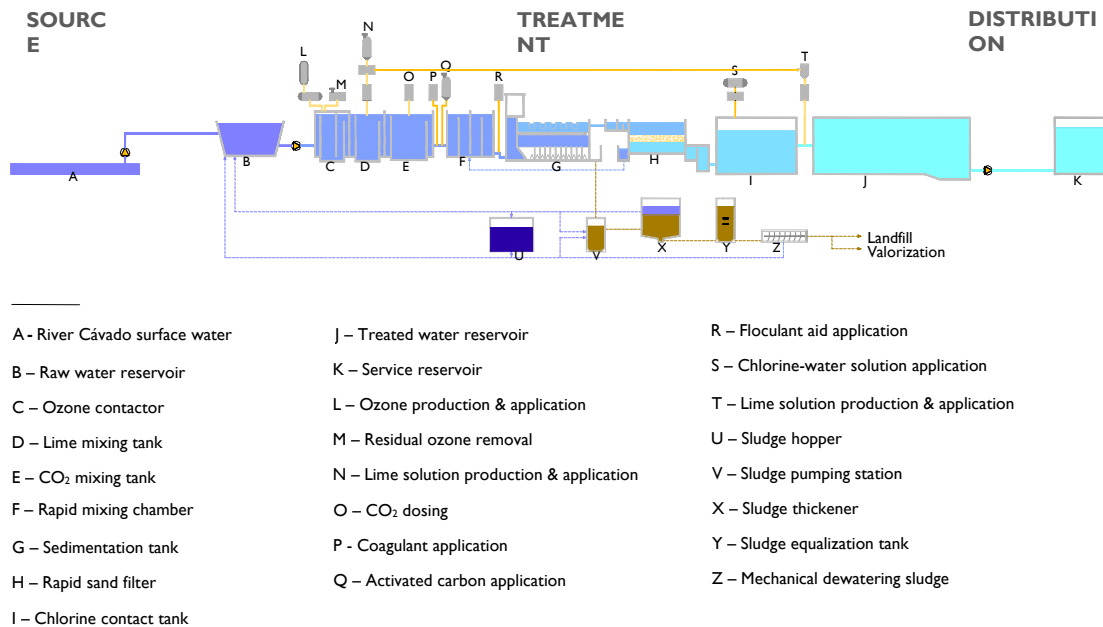 SOURC
E
TREATME
NT
DISTRIBUTI
ON
N
L
M
O
P
Q
R
S
T
A
B
C
D
E
F
G
H
I
J
K
U
V
X
Y
Z
Landfill
Valorization
A - River Cávado surface water
B – Raw water reservoir
C – Ozone contactor
D – Lime mixing tank
E – CO₂ mixing tank
F – Rapid mixing chamber
G – Sedimentation tank
H – Rapid sand filter
I – Chlorine contact tank
J – Treated water reservoir
K – Service reservoir
L – Ozone production & application
M – Residual ozone removal
N – Lime solution production & application
O – CO₂ dosing
P - Coagulant application
Q – Activated carbon application
R – Floculant aid application
S – Chlorine-water solution application
T – Lime solution production & application
U – Sludge hopper
V – Sludge pumping station
X – Sludge thickener
Y – Sludge equalization tank
Z – Mechanical dewatering sludge